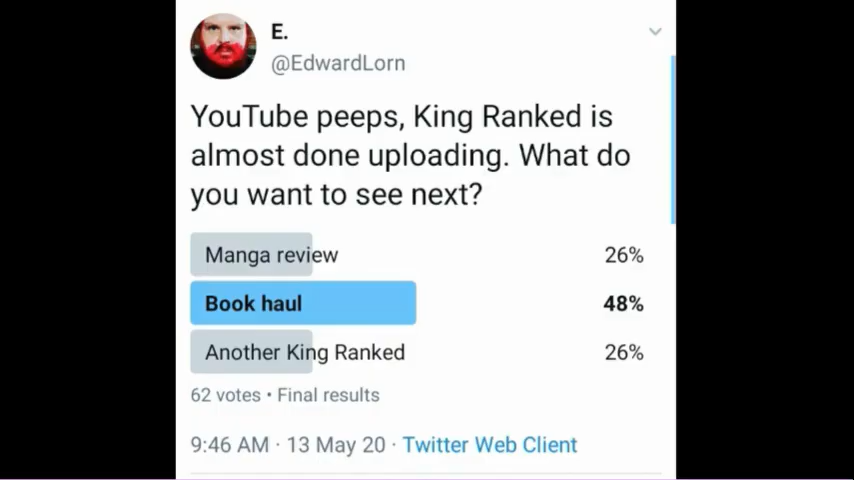 E.
@EdwardLorn
YouTube peeps, King Ranked is
almost done uploading. What do
you want to see next?
Manga review 26%
Book haul 48%
Another King Ranked 26%
62 votes • Final results
9:46 AM · 13 May 20 · Twitter Web Client